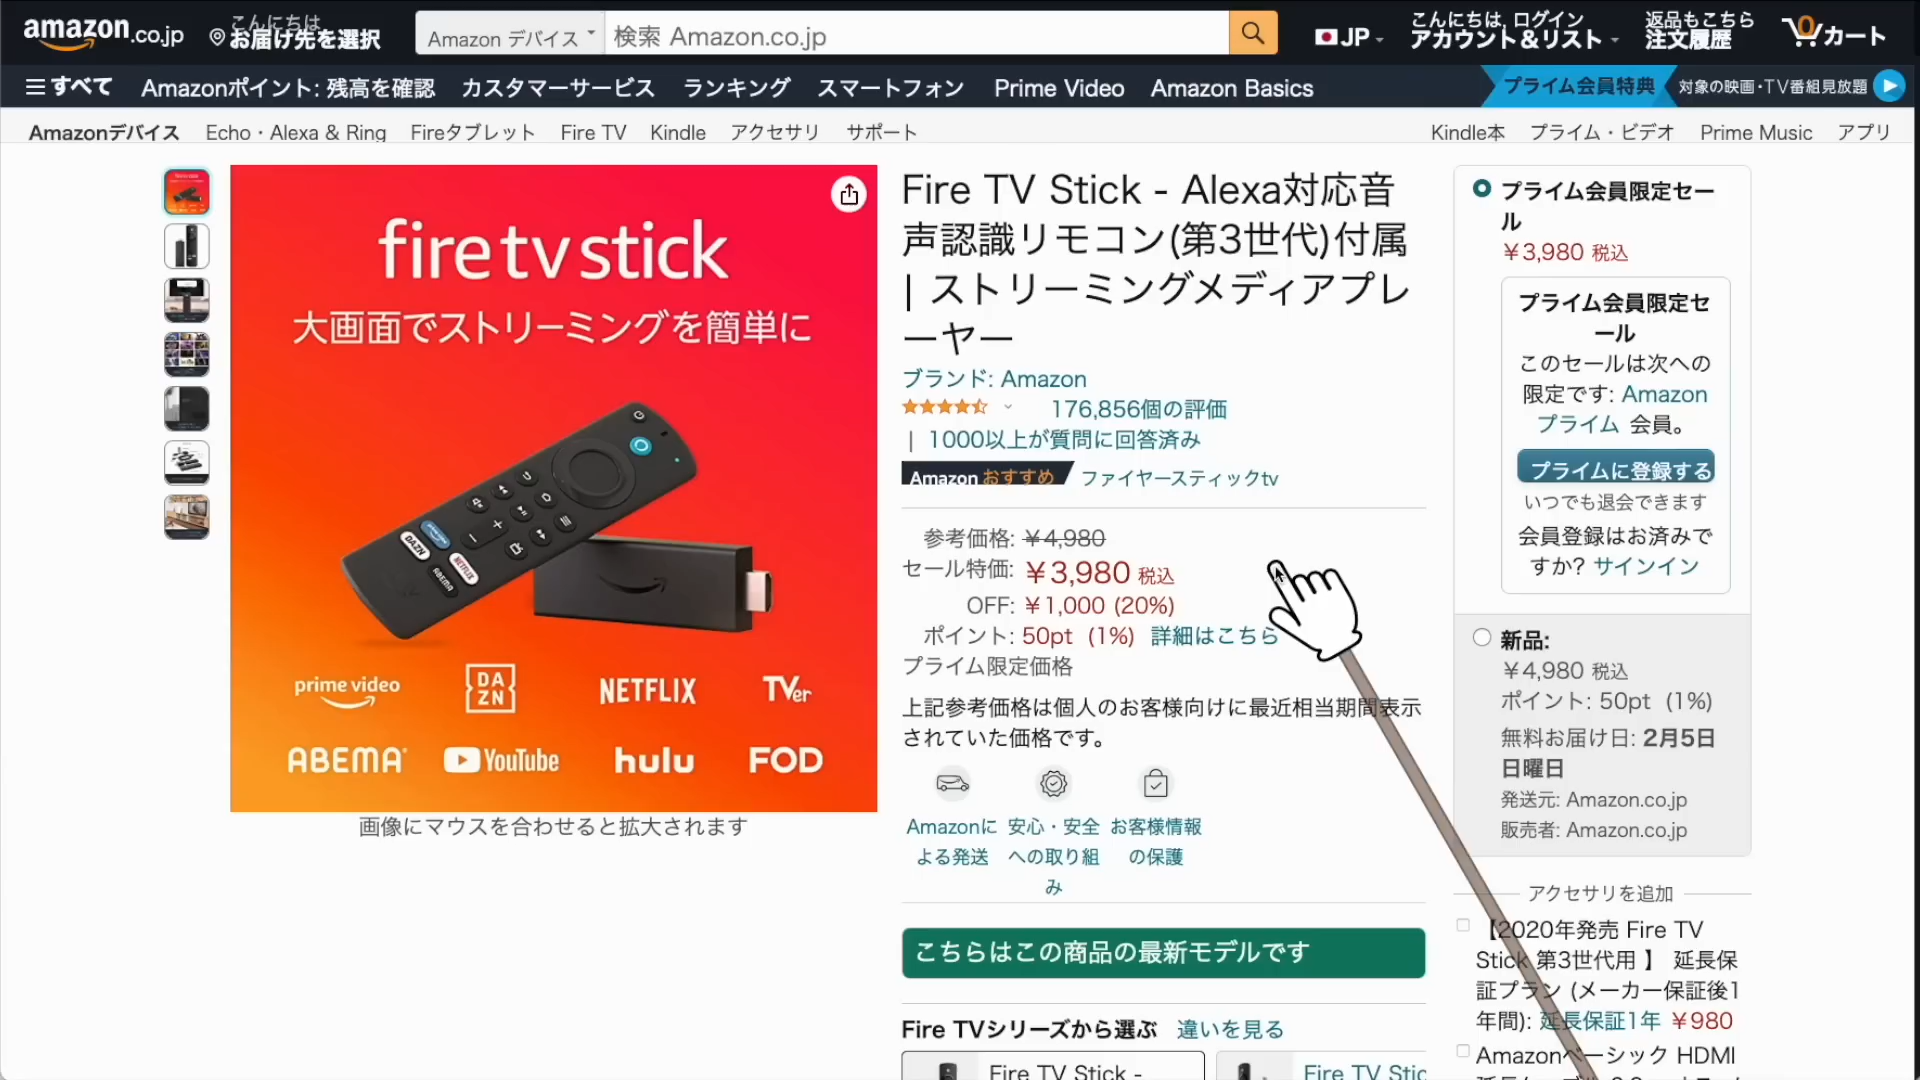 amazon.co.jp
こんにちは
お届け先を選択
Amazon デバイス
検索 Amazon.co.jp
JP
こんにちは, ログイン
アカウント&リスト
返品もこちら
注文履歴
0
カート
すべて
Amazonポイント: 残高を確認
カスタマーサービス
ランキング
スマートフォン
Prime Video
Amazon Basics
プライム会員特典
対象の映画・TV番組見放題
Amazonデバイス
Echo・Alexa & Ring
Fireタブレット
Fire TV
Kindle
アクセサリ
サポート
Kindle本
プライム・ビデオ
Prime Music
アプリ
fire tv stick
大画面でストリーミングを簡単に
DAZN
NETFLIX
ABEMA
prime video
DAZN
NETFLIX
TVer
ABEMA
YouTube
hulu
FOD
画像にマウスを合わせると拡大されます
Fire TV Stick - Alexa対応音
声認識リモコン(第3世代)付属
| ストリーミングメディアプレ
ーヤー
ブランド: Amazon
176,856個の評価
| 1000以上が質問に回答済み
Amazon おすすめ ファイヤースティックtv
参考価格: ￥4,980
セール特価: ￥3,980 税込
OFF: ￥1,000 (20%)
ポイント: 50pt (1%) 詳細はこちら
プライム限定価格
上記参考価格は個人のお客様向けに最近相当期間表示
されていた価格です。
Amazonに
よる発送
安心・安全
への取り組
み
お客様情報
の保護
こちらはこの商品の最新モデルです
Fire TVシリーズから選ぶ 違いを見る
Fire TV Stick -
Fire TV Stic
プライム会員限定セー
ル
￥3,980 税込
プライム会員限定セ
ール
このセールは次への
限定です: Amazon
プライム 会員。
プライムに登録する
いつでも退会できます
会員登録はお済みで
すか? サインイン
新品:
￥4,980 税込
ポイント: 50pt (1%)
無料お届け日: 2月5日
日曜日
発送元: Amazon.co.jp
販売者: Amazon.co.jp
アクセサリを追加
【2020年発売 Fire TV
Stick 第3世代用 】 延長保
証プラン (メーカー保証後1
年間): 延長保証1年 ￥980
Amazonベーシック HDMI